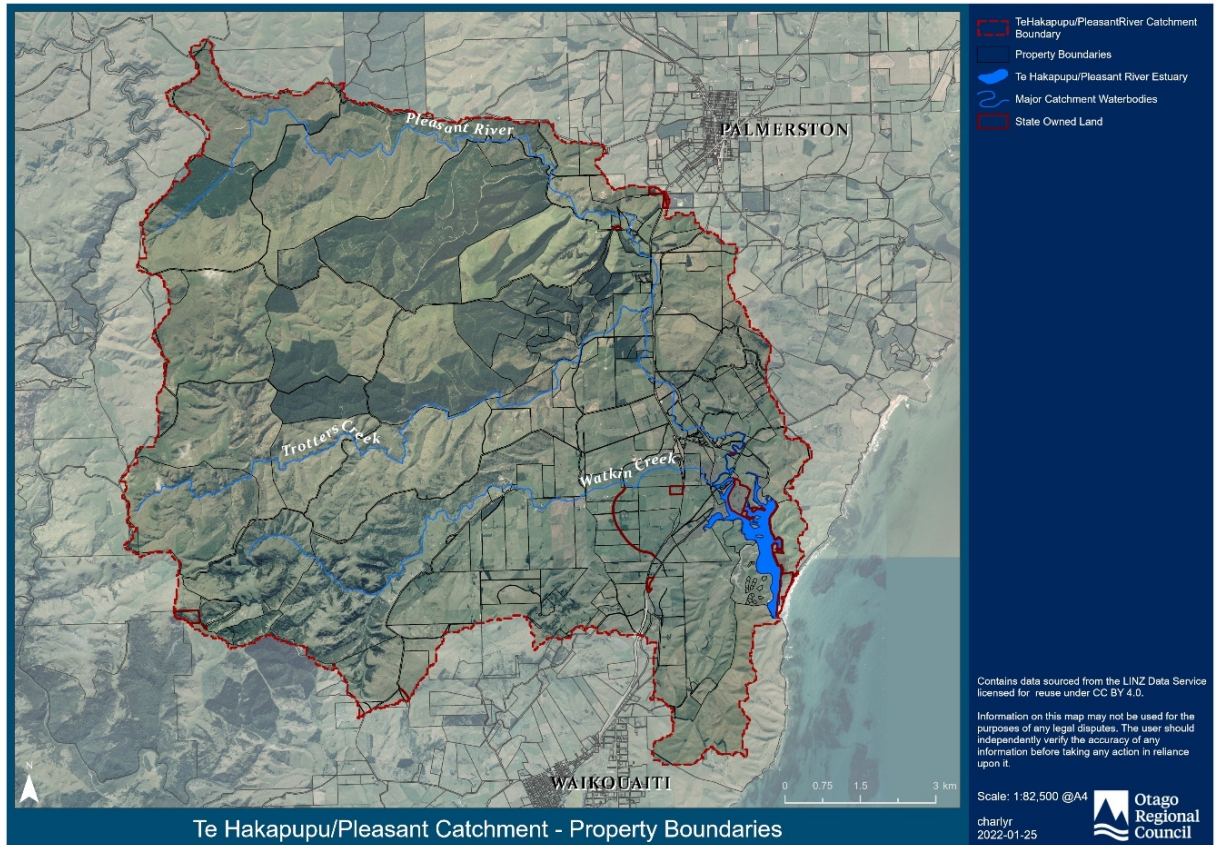 Pleasant River
PALMERSTON
Trotters Creek
Watkin Creek
WAIKOUAITI
N
0 0.75 1.5 3 km
Te Hakapupu/Pleasant Catchment - Property Boundaries
TeHakapupu/PleasantRiver Catchment
Boundary
Property Boundaries
Te Hakapupu/Pleasant River Estuary
Major Catchment Waterbodies
State Owned Land
Contains data sourced from the LINZ Data Service
licensed for reuse under CC BY 4.0.
Information on this map may not be used for the
purposes of any legal disputes. The user should
independently verify the accuracy of any
information before taking any action in reliance
upon it.
Scale: 1:82,500 @A4
charlyr
2022-01-25
Otago
Regional
Council